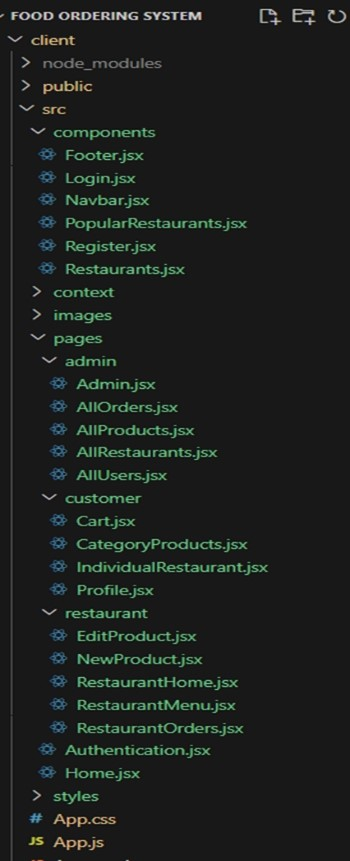 FOOD ORDERING SYSTEM
client
node_modules
public
src
components
Footer.jsx
Login.jsx
Navbar.jsx
PopularRestaurants.jsx
Register.jsx
Restaurants.jsx
context
images
pages
admin
Admin.jsx
AllOrders.jsx
AllProducts.jsx
AllRestaurants.jsx
AllUsers.jsx
customer
Cart.jsx
CategoryProducts.jsx
IndividualRestaurant.jsx
Profile.jsx
restaurant
EditProduct.jsx
NewProduct.jsx
RestaurantHome.jsx
RestaurantMenu.jsx
RestaurantOrders.jsx
Authentication.jsx
Home.jsx
styles
# App.css
JS App.js